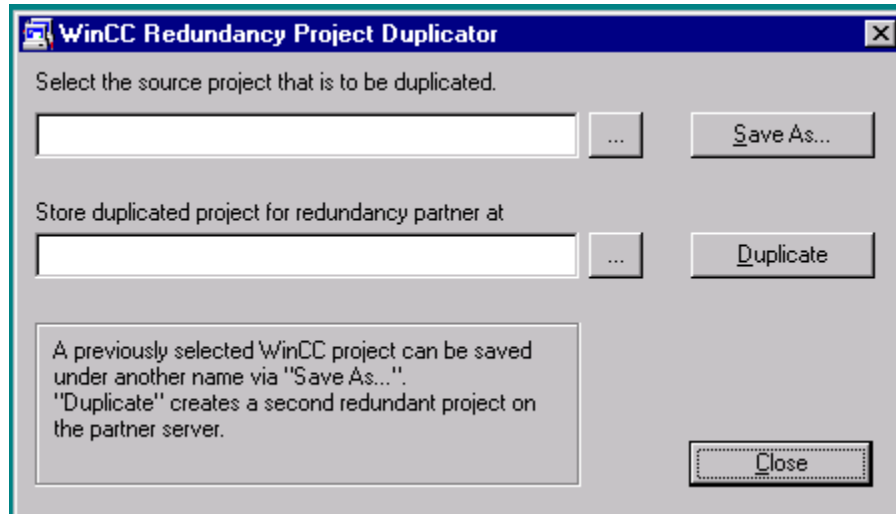 WinCC Redundancy Project Duplicator
Select the source project that is to be duplicated.
...
Save As...
Store duplicated project for redundancy partner at
...
Duplicate
A previously selected WinCC project can be saved
under another name via "Save As...".
"Duplicate" creates a second redundant project on
the partner server.
Close